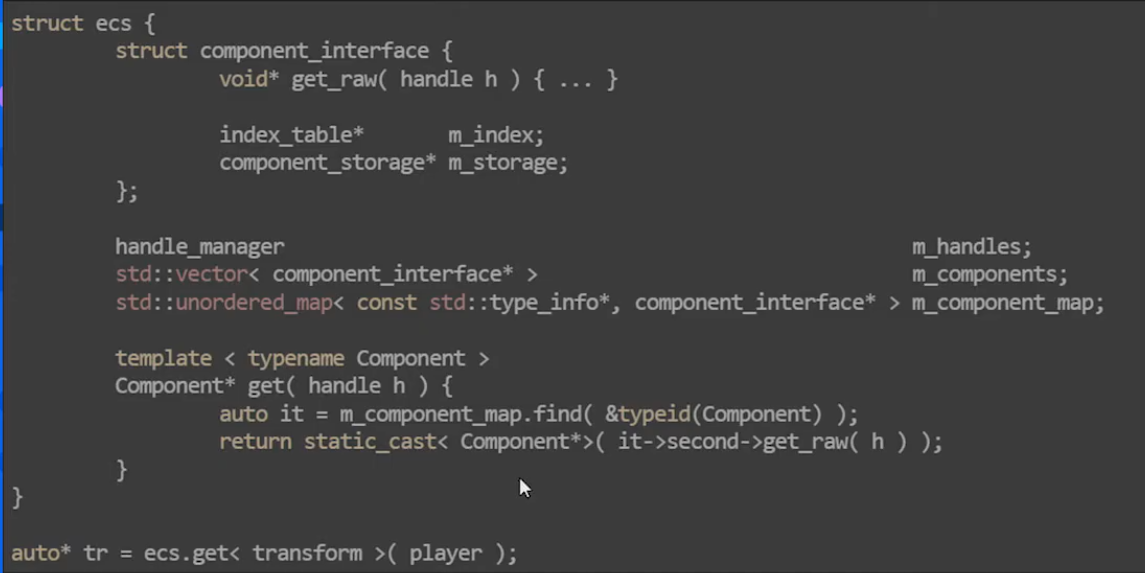 struct ecs {
struct component_interface {
void* get_raw( handle h ) { ... }
index_table* m_index;
component_storage* m_storage;
};
handle_manager m_handles;
std::vector< component_interface* > m_components;
std::unordered_map< const std::type_info*, component_interface* > m_component_map;
template < typename Component >
Component* get( handle h ) {
auto it = m_component_map.find( &typeid(Component) );
return static_cast< Component*>( it->second->get_raw( h ) );
}
}
auto* tr = ecs.get< transform >( player );